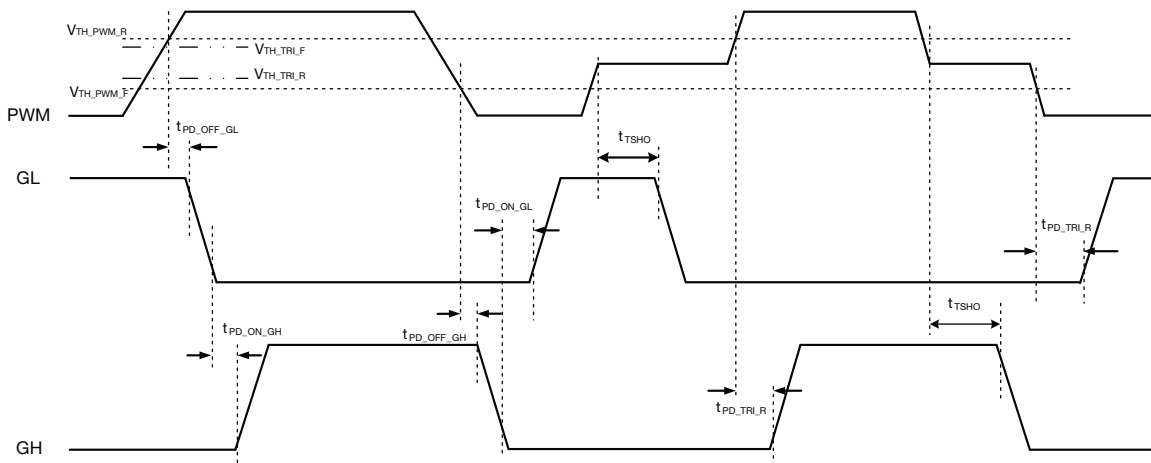 VTH_PWM_R
VTH_TRI_F
VTH_TRI_R
VTH_PWM_F
PWM
tPD_OFF_GL
tTSHO
GL
tPD_ON_GL
tPD_TRI_R
tTSHO
tPD_ON_GH
tPD_OFF_GH
tPD_TRI_R
GH